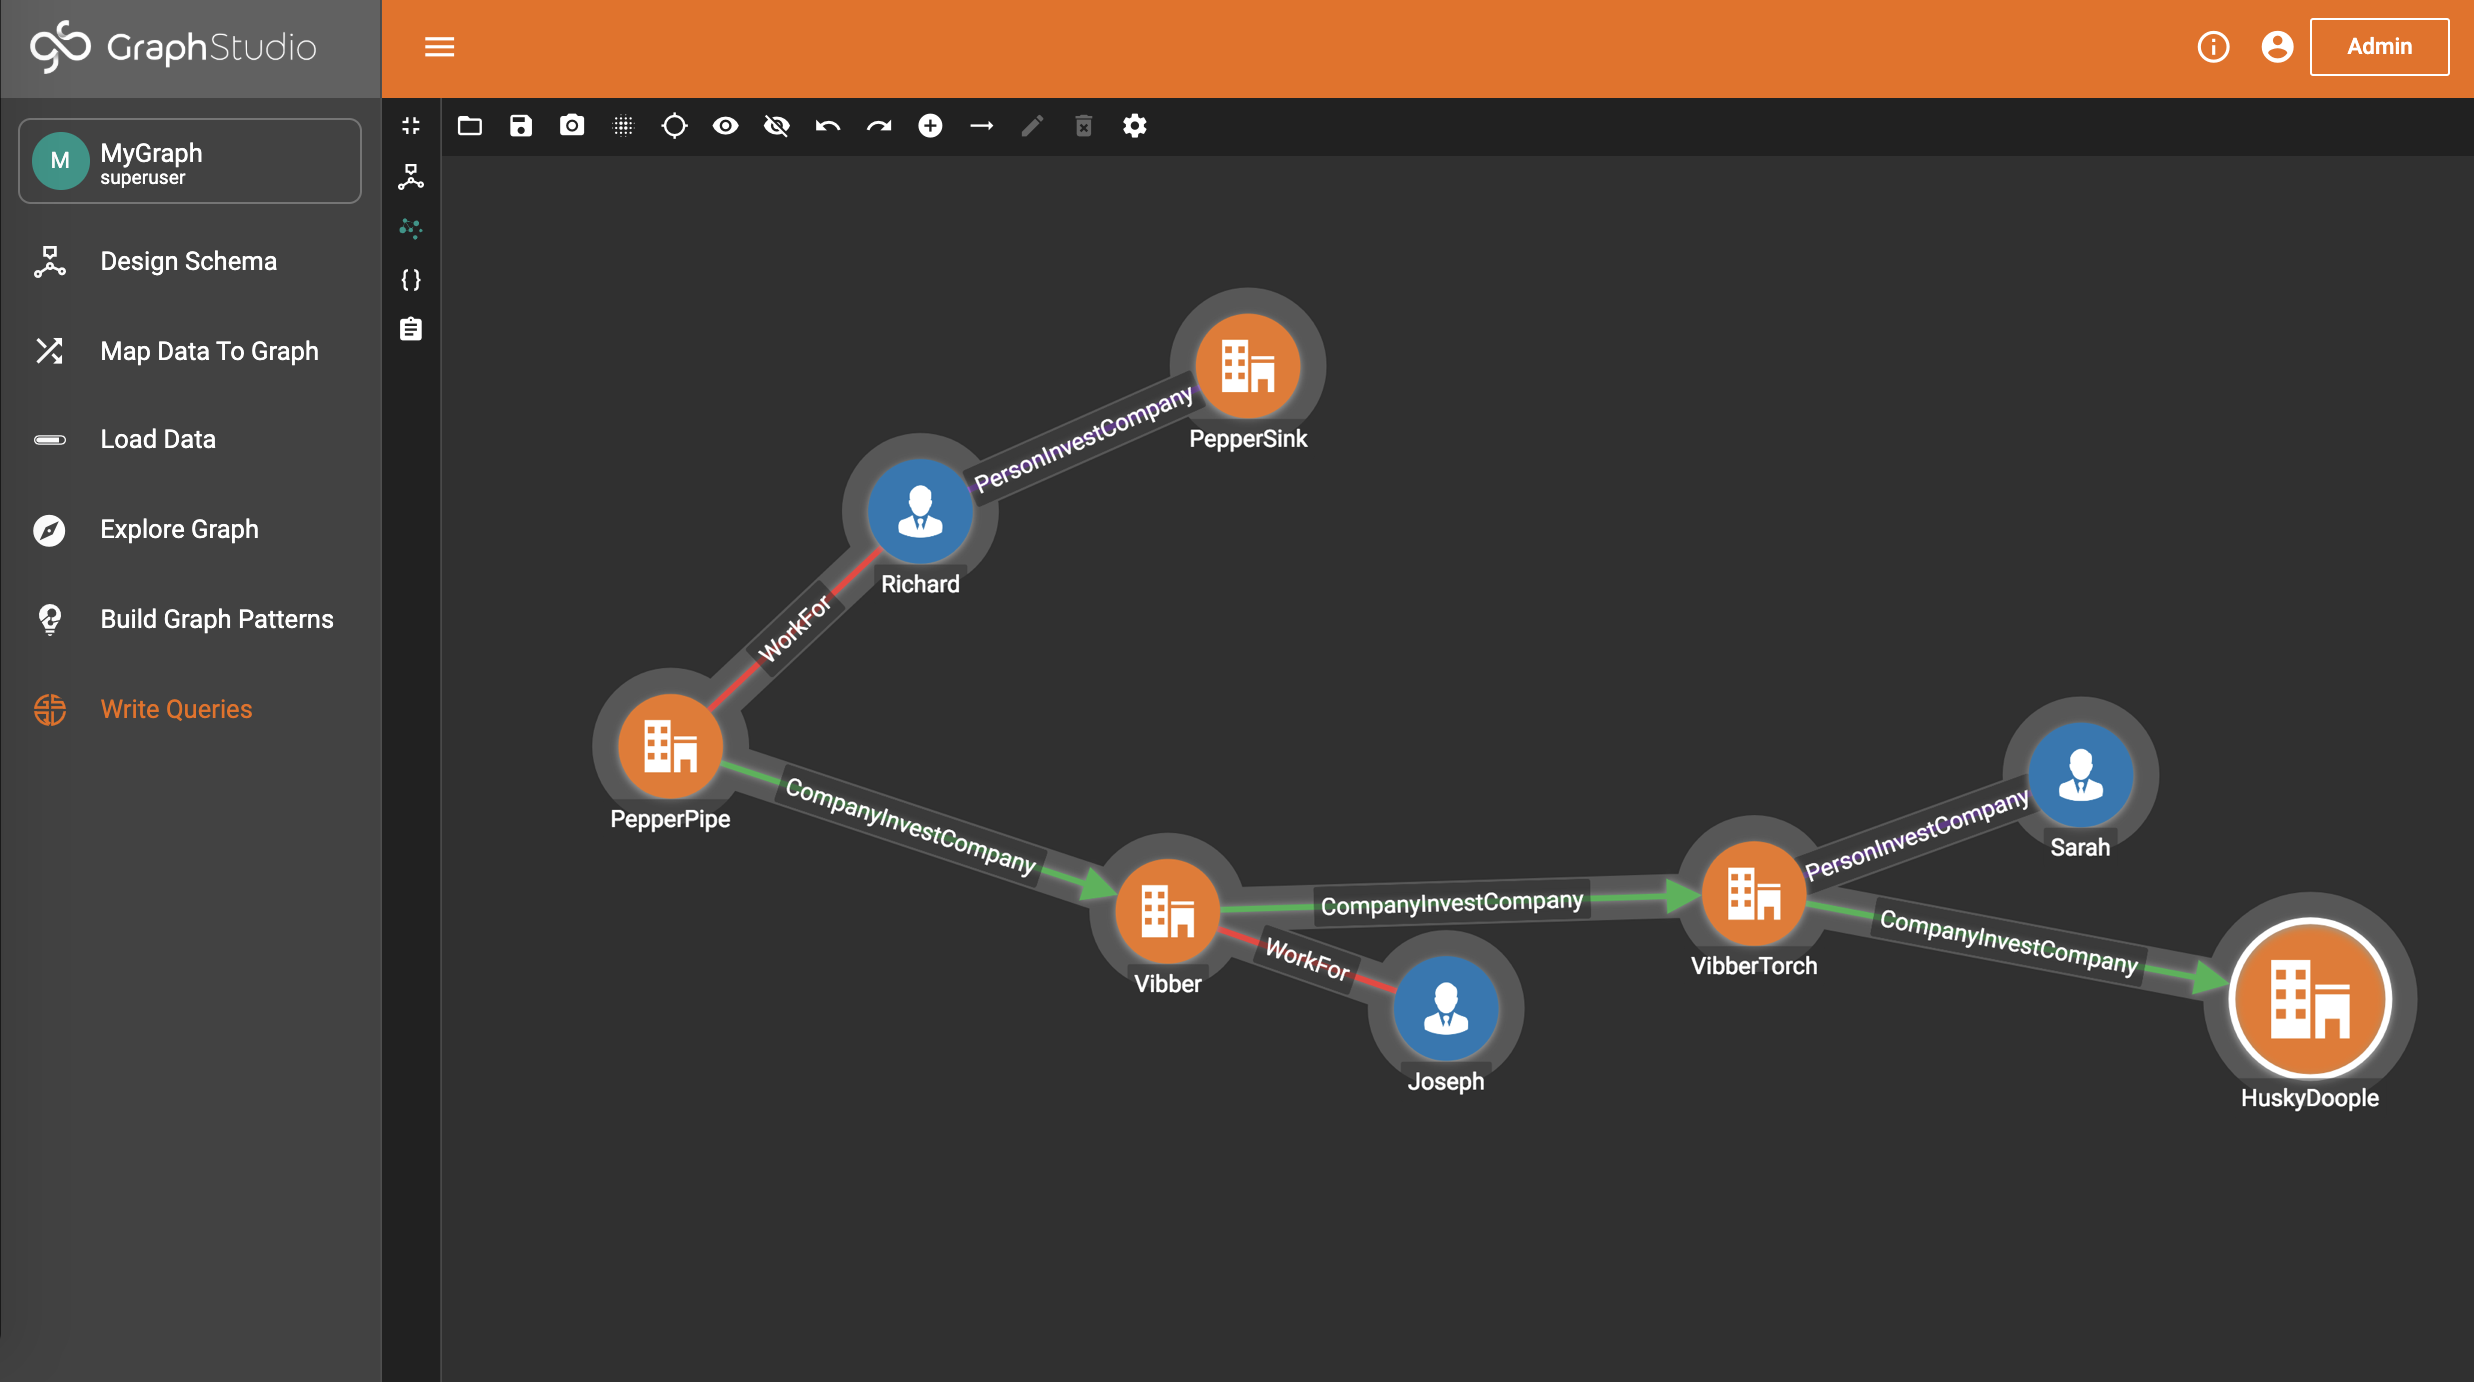 GraphStudio
Admin
M
MyGraph
superuser
Design Schema
Map Data To Graph
Load Data
Explore Graph
Build Graph Patterns
Write Queries
PepperSink
PersonInvestCompany
Richard
WorkFor
PepperPipe
CompanyInvestCompany
Vibber
CompanyInvestCompany
WorkFor
Joseph
VibberTorch
PersonInvestCompany
Sarah
CompanyInvestCompany
HuskyDoople